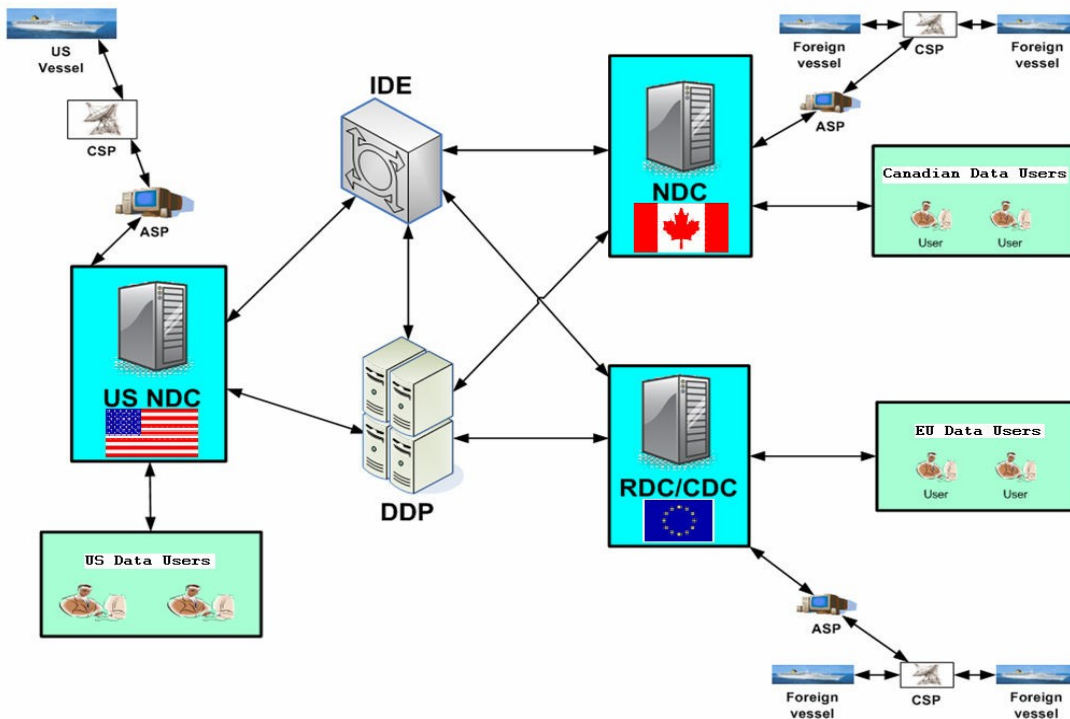 US
Vessel
CSP
ASP
US NDC
US Data Users
IDE
DDP
Foreign
vessel
CSP
Foreign
vessel
ASP
NDC
Canadian Data Users
User
User
RDC/CDC
EU Data Users
User
User
ASP
Foreign
vessel
CSP
Foreign
vessel